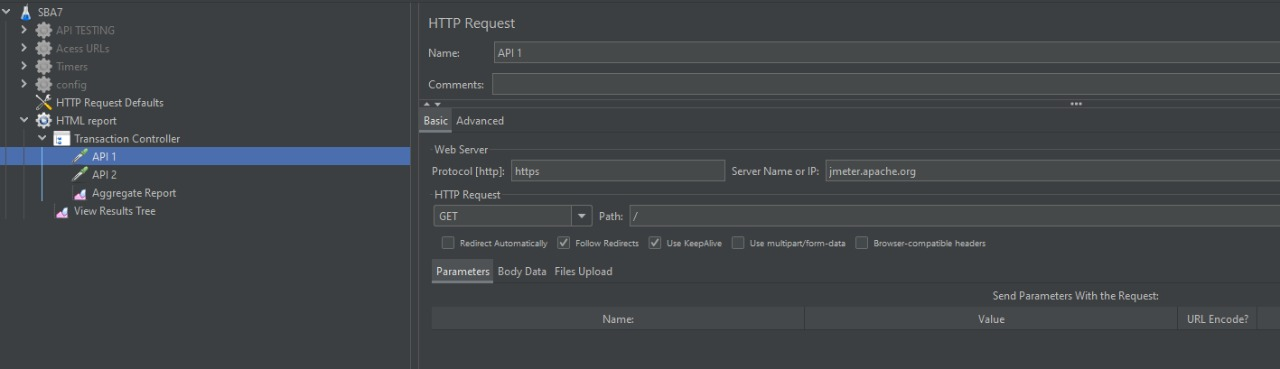 SBA7
API TESTING
Acess URLs
Timers
config
HTTP Request Defaults
HTML report
Transaction Controller
API 1
API 2
Aggregate Report
View Results Tree
HTTP Request
Name: API 1
Comments:
Basic Advanced
Web Server
Protocol [http]: https Server Name or IP: jmeter.apache.org
HTTP Request
GET Path: /
Redirect Automatically Follow Redirects Use KeepAlive Use multipart/form-data Browser-compatible headers
Parameters Body Data Files Upload
Send Parameters With the Request:
Name: Value URL Encode?